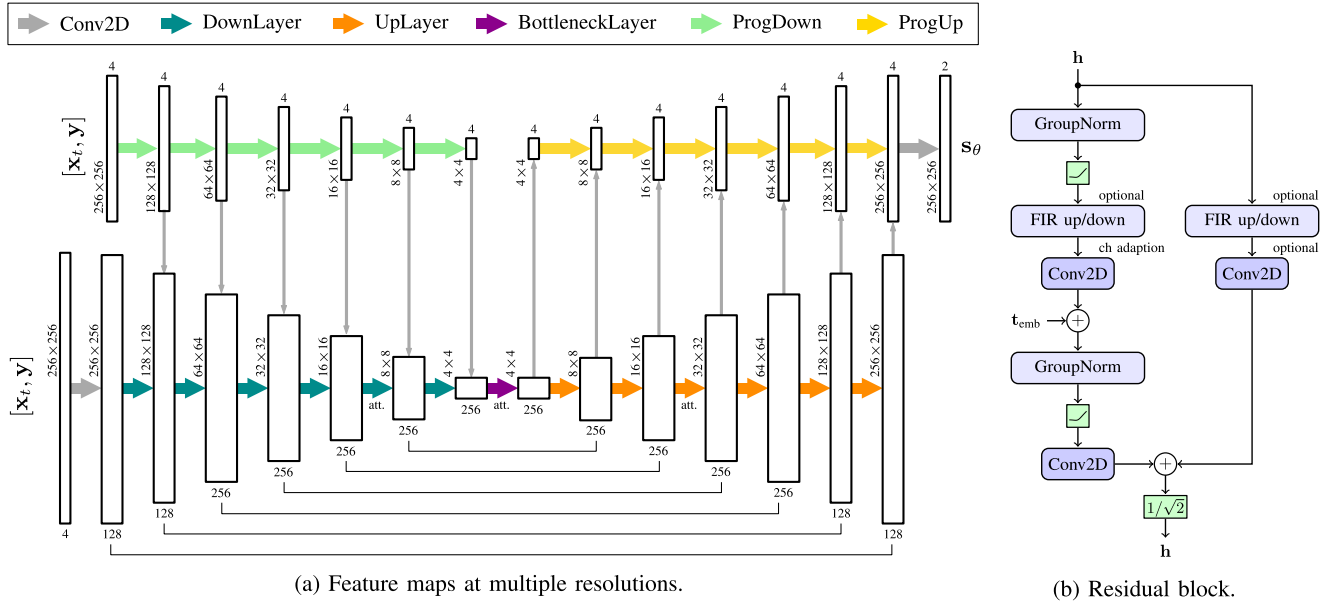 Conv2D DownLayer UpLayer BottleneckLayer ProgDown ProgUp
4 4 4 4 4 4 4 4 4 4 4 4 4 4 2
[x_t, y]
256 × 256 128 × 128 64 × 64 32 × 32 16 × 16 8 × 8 4 × 4 4 × 4 8 × 8 16 × 16 32 × 32 64 × 64 128 × 128 256 × 256 256 × 256
s_θ
[x_t, y]
256 × 256 256 × 256 128 × 128 64 × 64 32 × 32 16 × 16 8 × 8 4 × 4 4 × 4 8 × 8 16 × 16 32 × 32 64 × 64 128 × 128 256 × 256
att. att. att.
256 256
256 256
256 256
256 256
256 256
128 128
4 128 128
(a) Feature maps at multiple resolutions.
h
GroupNorm
optional optional
FIR up/down FIR up/down
ch adaption optional
Conv2D Conv2D
t_emb +
GroupNorm
Conv2D +
1/√2
h
(b) Residual block.